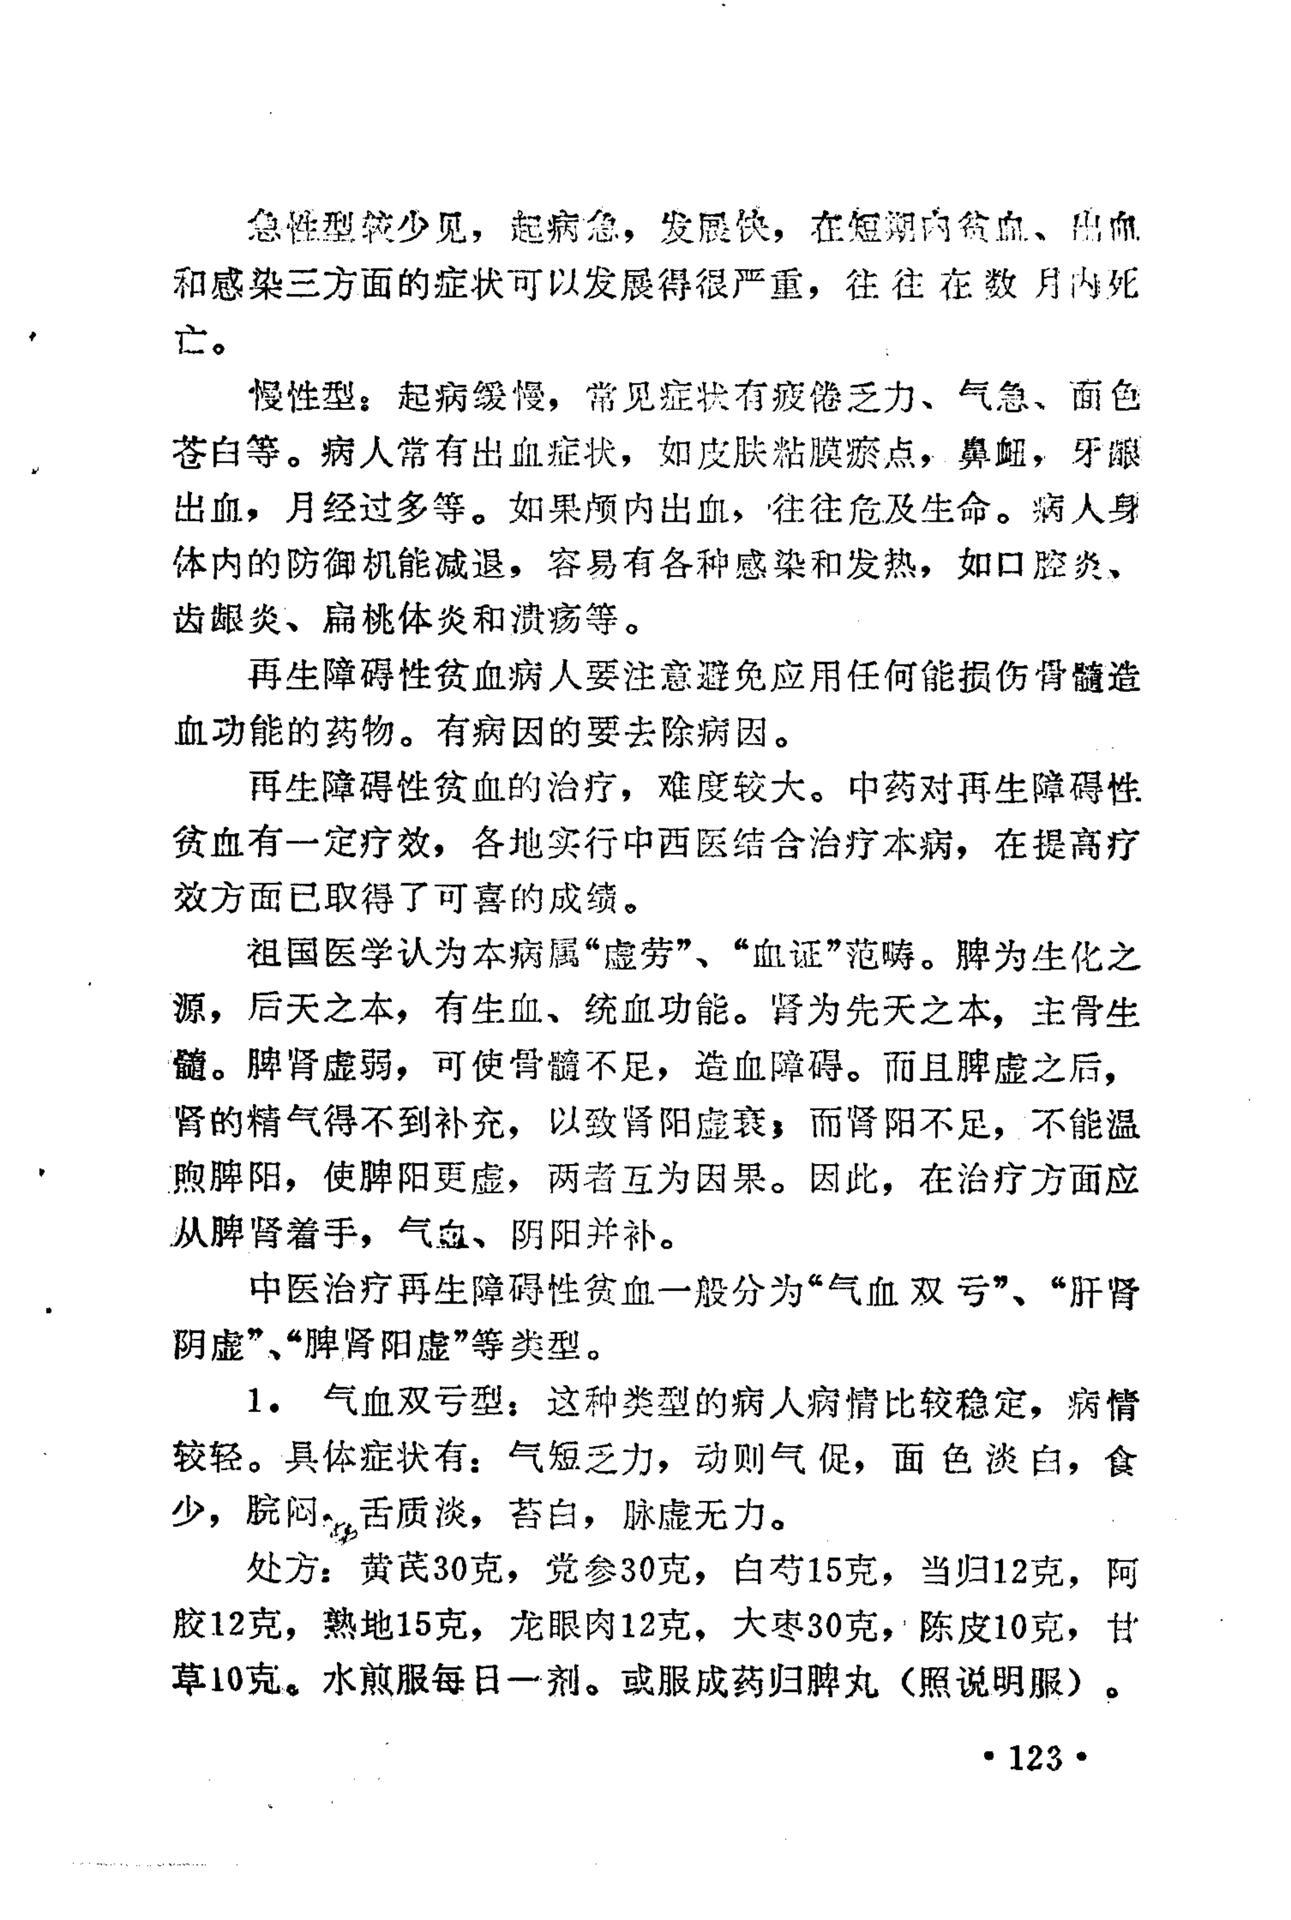 急性型较少见，起病急，发展快，在短期内贫血、出血
和感染三方面的症状可以发展得很严重，往往在数月内死
亡。
慢性型：起病缓慢，常见症状有疲倦乏力、气急、面色
苍白等。病人常有出血症状，如皮肤粘膜瘀点，鼻衄，牙龈
出血，月经过多等。如果颅内出血，往往危及生命。病人身
体内的防御机能减退，容易有各种感染和发热，如口腔炎、
齿龈炎、扁桃体炎和溃疡等。
再生障碍性贫血病人要注意避免应用任何能损伤骨髓造
血功能的药物。有病因的要去除病因。
再生障碍性贫血的治疗，难度较大。中药对再生障碍性
贫血有一定疗效，各地实行中西医结合治疗本病，在提高疗
效方面已取得了可喜的成绩。
祖国医学认为本病属“虚劳”、“血证”范畴。脾为生化之
源，后天之本，有生血、统血功能。肾为先天之本，主骨生
髓。脾肾虚弱，可使骨髓不足，造血障碍。而且脾虚之后，
肾的精气得不到补充，以致肾阳虚衰；而肾阳不足，不能温
煦脾阳，使脾阳更虚，两者互为因果。因此，在治疗方面应
从脾肾着手，气血、阴阳并补。
中医治疗再生障碍性贫血一般分为“气血双亏”、“肝肾
阴虚”、“脾肾阳虚”等类型。
1. 气血双亏型：这种类型的病人病情比较稳定，病情
较轻。具体症状有：气短乏力，动则气促，面色淡白，食
少，脘闷、舌质淡，苔白，脉虚无力。
处方：黄芪30克，党参30克，白芍15克，当归12克，阿
胶12克，熟地15克，龙眼肉12克，大枣30克，陈皮10克，甘
草10克。水煎服每日一剂。或服成药归脾丸（照说明服）。
·123·